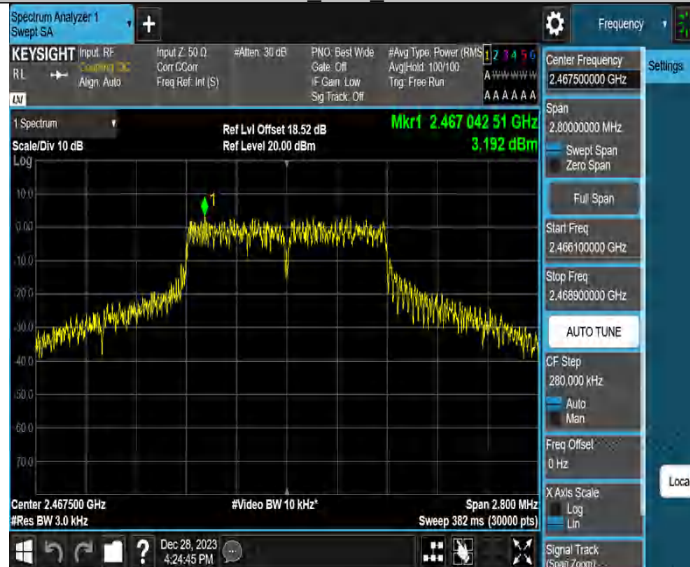 Spectrum Analyzer 1
Swept SA
Frequency
KEYSIGHT
RL
Input: RF
Coupling: DC
Align: Auto
Input Z: 50 Ω
Corr CCorr
Freq Ref: Int (S)
#Atten: 30 dB
PNO: Best Wide
Gate: Off
IF Gain: Low
Sig Track: Off
#Avg Type: Power (RMS
Avg|Hold: 100/100
Trig: Free Run
1 2 3 4 5 6
A W W W W W
A A A A A A
LXI
1 Spectrum
Scale/Div 10 dB
Log
Ref Lvl Offset 18.52 dB
Ref Level 20.00 dBm
Mkr1 2.467 042 51 GHz
3.192 dBm
1
10.0
0.00
-10.0
-20.0
-30.0
-40.0
-50.0
-60.0
-70.0
Center 2.467500 GHz
#Res BW 3.0 kHz
#Video BW 10 kHz*
Span 2.800 MHz
Sweep 382 ms (30000 pts)
Dec 28, 2023
4:24:45 PM
Center Frequency
2.467500000 GHz
Settings
Span
2.80000000 MHz
Swept Span
Zero Span
Full Span
Start Freq
2.466100000 GHz
Stop Freq
2.468900000 GHz
AUTO TUNE
CF Step
280.000 kHz
Auto
Man
Freq Offset
0 Hz
X Axis Scale
Log
Lin
Loca
Signal Track
(Span Zoom)